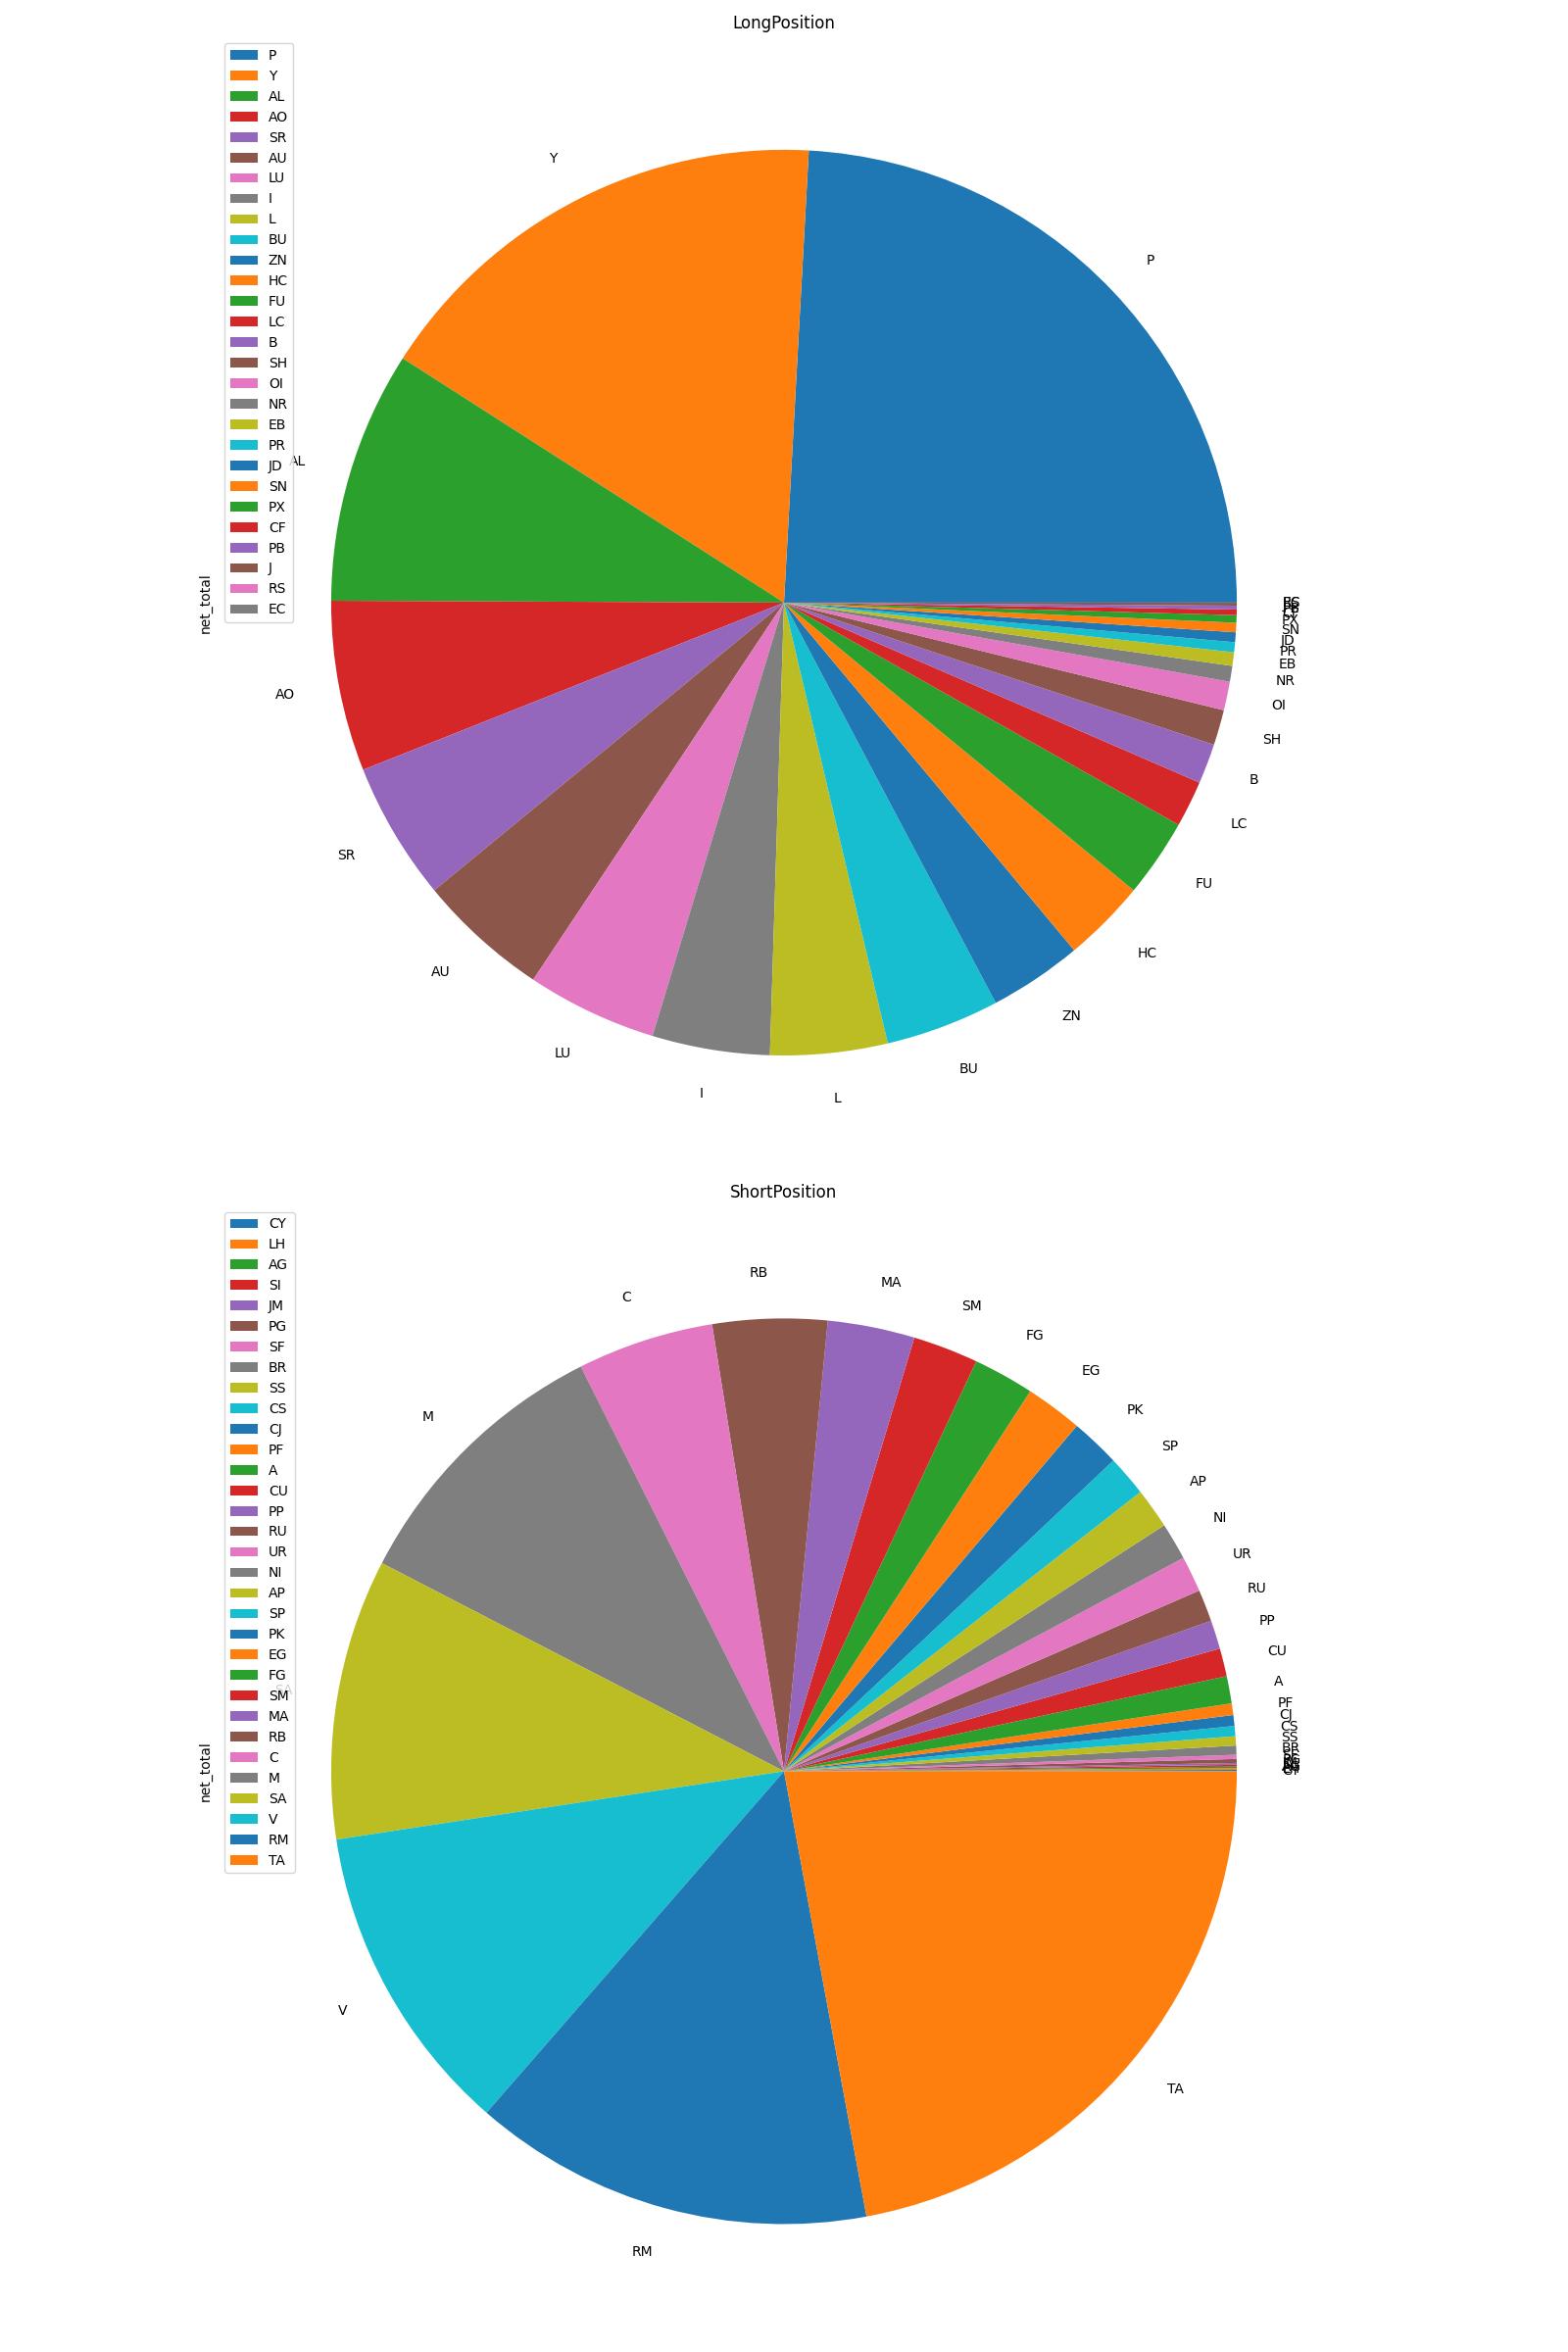 LongPosition
P
Y
AL
AO
SR
AU
LU
I
L
BU
ZN
HC
FU
LC
B
SH
OI
NR
EB
PR
JD
SN
PX
CF
PB
J
RS
EC
net_total
P
Y
AL
AO
SR
AU
LU
I
L
BU
ZN
HC
FU
LC
B
SH
OI
NR
EB
PR
JD
SN
PX
ShortPosition
CY
LH
AG
SI
JM
PG
SF
BR
SS
CS
CJ
PF
A
CU
PP
RU
UR
NI
AP
SP
PK
EG
FG
SM
MA
RB
C
M
SA
V
RM
TA
net_total
RB
MA
C
SM
FG
EG
PK
M
SP
AP
NI
UR
RU
PP
CU
A
SA
PF
CJ
CS
SS
BR
V
TA
RM